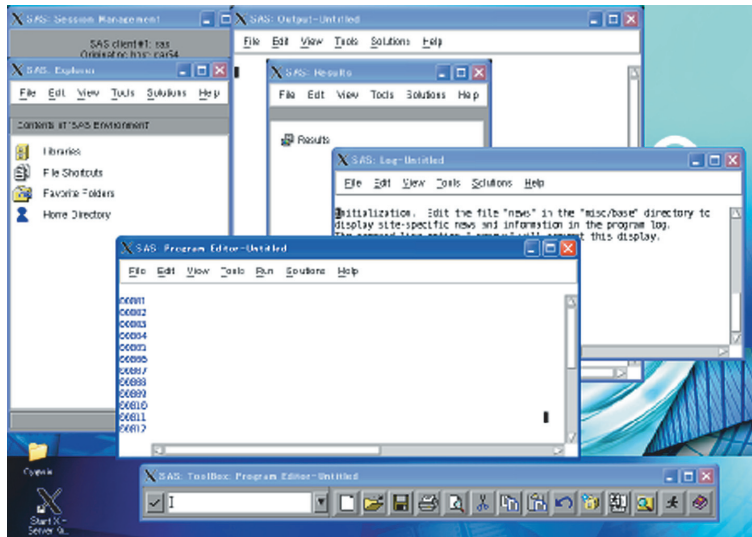 SAS: Session Management
SAS client#1: sas
SAS: Explorer
File Edit View Tools Solutions Help
Contents of 'SAS Environment'
Libraries
File Shortcuts
Favorite Folders
Home Directory
SAS: Output-Untitled
File Edit View Tools Solutions Help
SAS: Results
File Edit View Tools Solutions Help
Results
SAS: Log-Untitled
File Edit View Tools Solutions Help
Initialization. Edit the file "news" in the "misc/base" directory to
display site-specific news and information in the program log.
this display.
SAS: Program Editor-Untitled
File Edit View Tools Run Solutions Help
00001
00002
00003
00004
00005
00006
00007
00008
00009
00010
00011
00012
Cygwin
Start X-
Server
SAS: ToolBox: Program Editor-Untitled